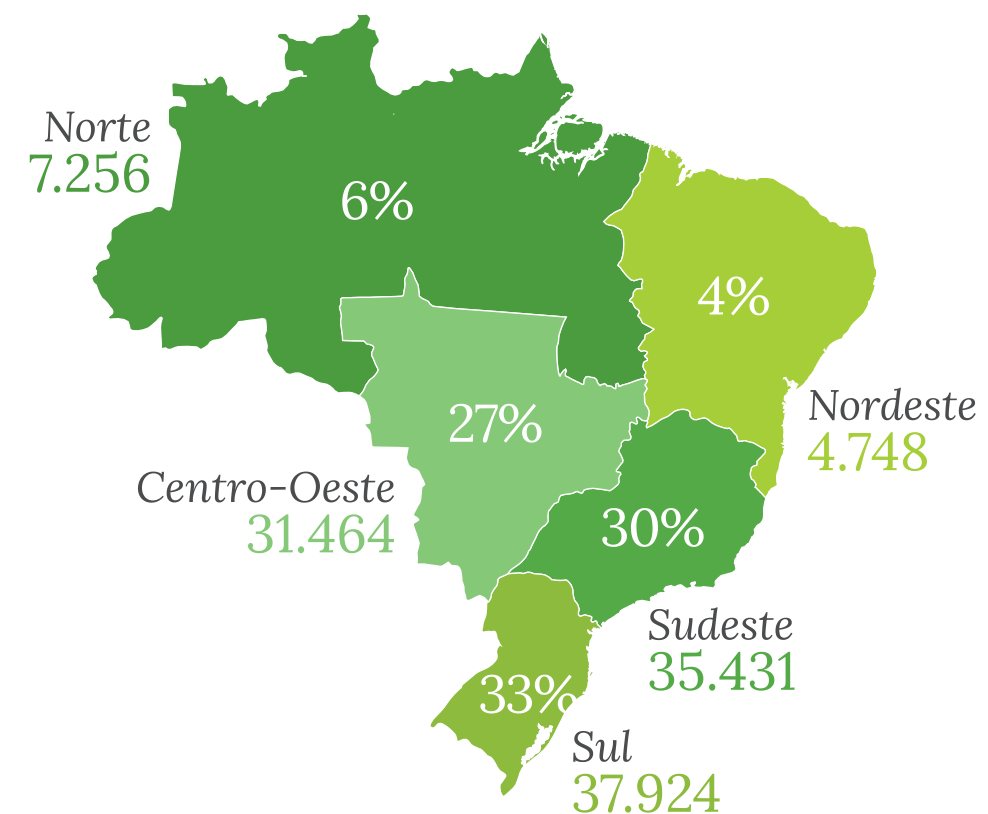 Norte
7.256
6%
4%
Nordeste
4.748
27%
Centro-Oeste
31.464
30%
Sudeste
35.431
33%
Sul
37.924